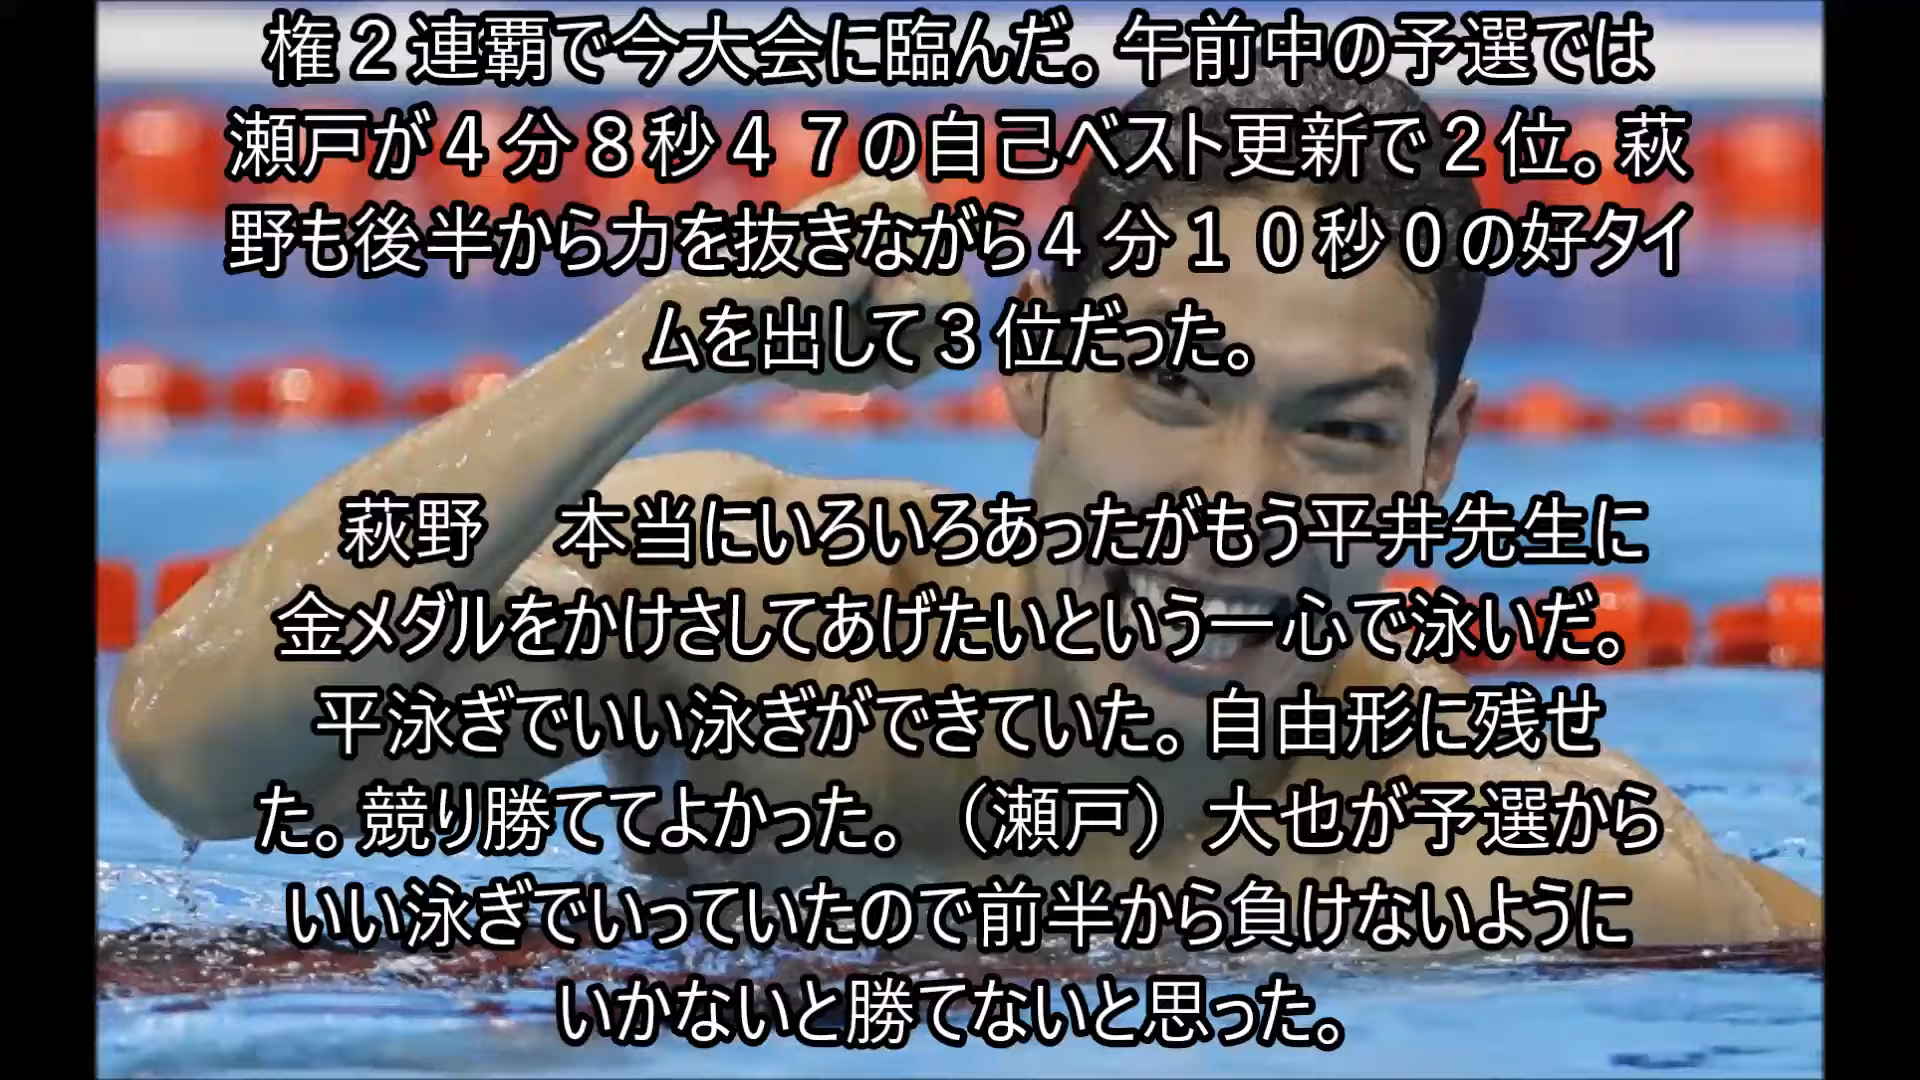 権２連覇で今大会に臨んだ。午前中の予選では
瀬戸が４分８秒４７の自己ベスト更新で２位。萩
野も後半から力を抜きながら４分１０秒０の好タイ
ムを出して３位だった。
萩野　本当にいろいろあったがもう平井先生に
金メダルをかけさしてあげたいという一心で泳いだ。
平泳ぎでいい泳ぎができていた。自由形に残せ
た。競り勝ててよかった。（瀬戸）大也が予選から
いい泳ぎでいっていたので前半から負けないように
いかないと勝てないと思った。